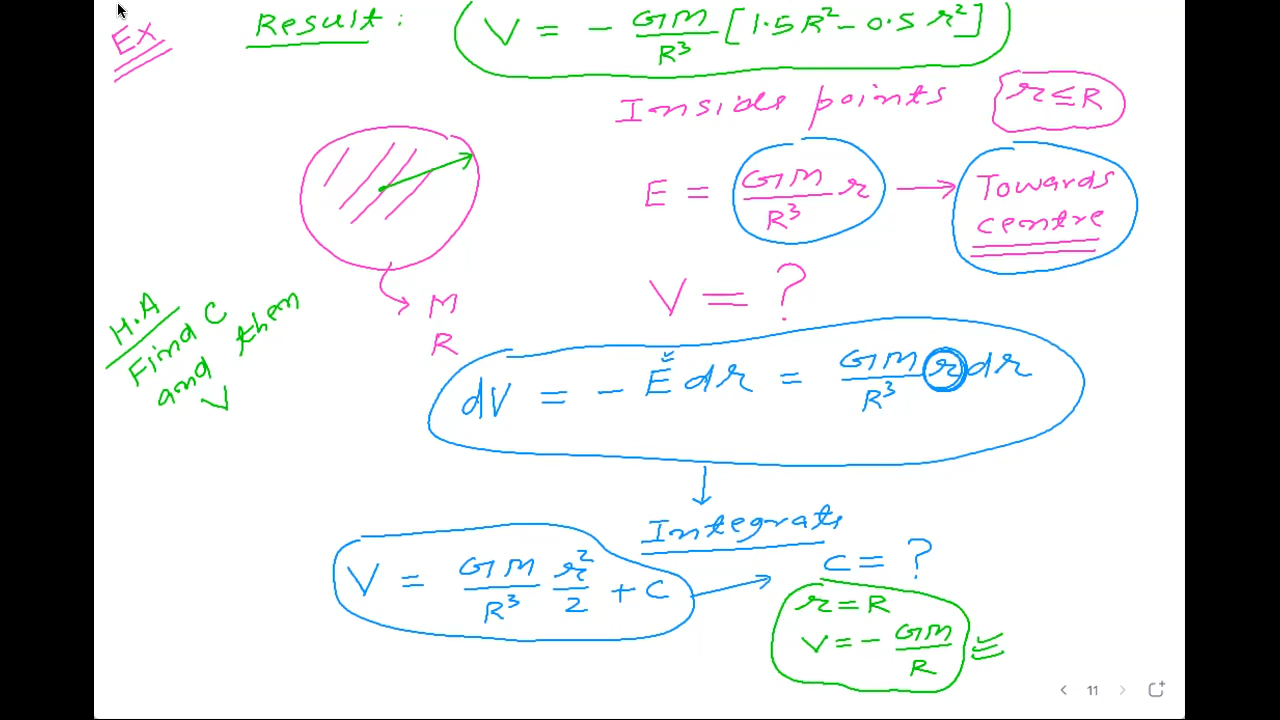 Ex
Result: V = - GM/R³ [1.5R² - 0.5 r²]
Inside points r ≤ R
E = GM/R³ r → Towards centre
M
R
V = ?
H.A
Find C
and then
V
dV = - E dr = GM/R³ r dr
Integrate
V = GM/R³ r²/2 + C → C = ?
r = R
V = - GM/R
11